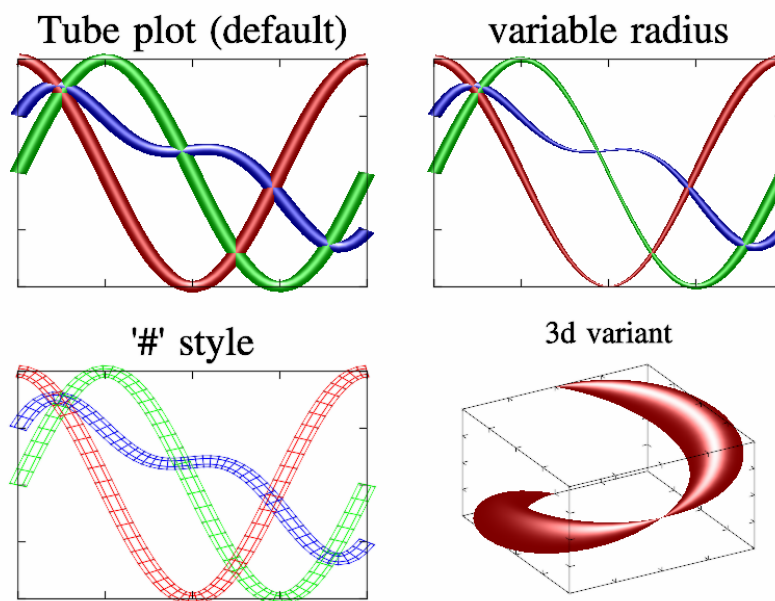 Tube plot (default)
variable radius
'#' style
3d variant